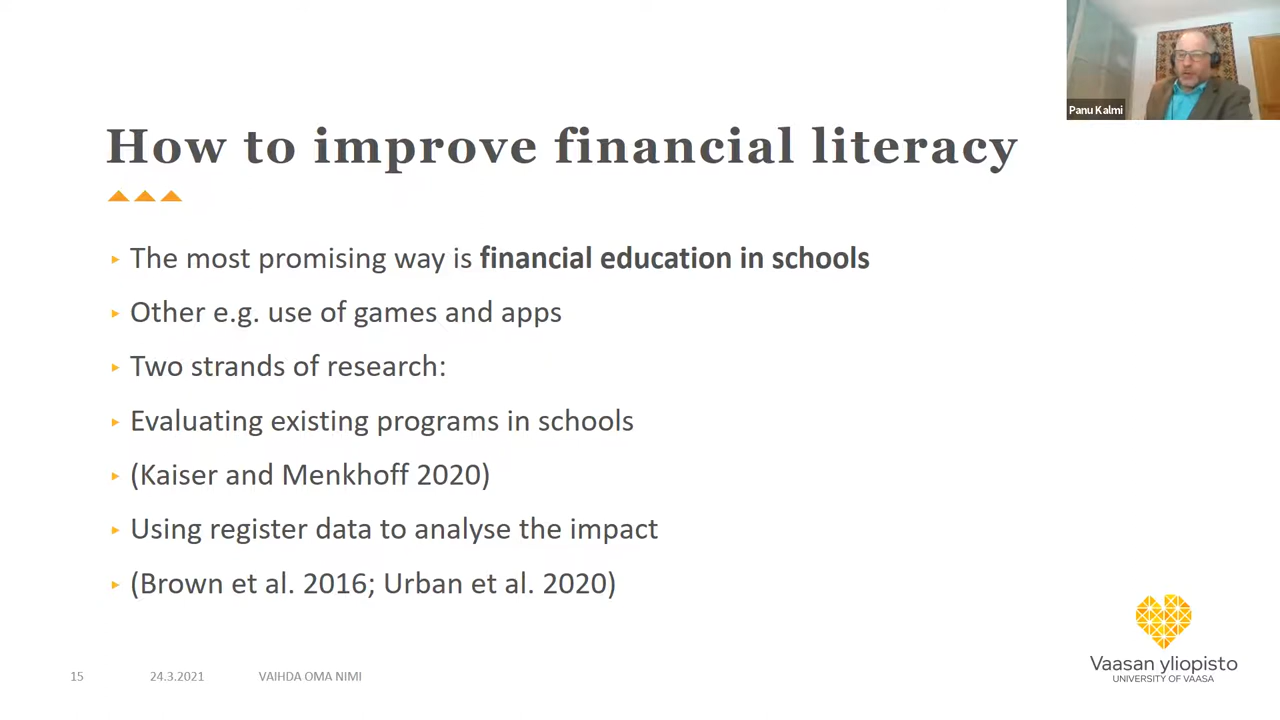 Panu Kalmi
How to improve financial literacy
The most promising way is financial education in schools
Other e.g. use of games and apps
Two strands of research:
Evaluating existing programs in schools
(Kaiser and Menkhoff 2020)
Using register data to analyse the impact
(Brown et al. 2016; Urban et al. 2020)
15 24.3.2021 VAIHDA OMA NIMI
Vaasan yliopisto
UNIVERSITY OF VAASA